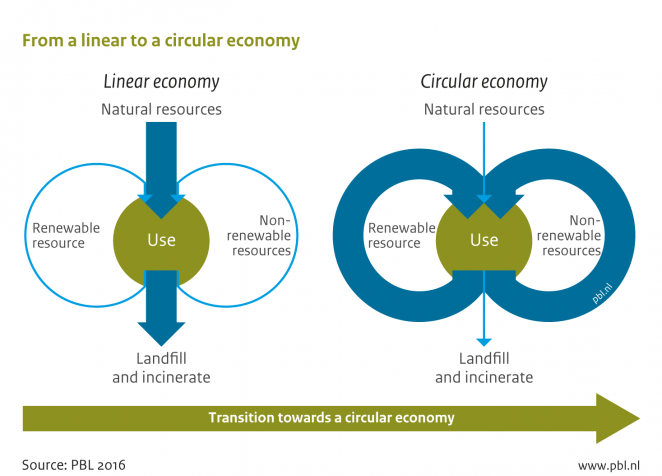 From a linear to a circular economy
Linear economy
Natural resources
Renewable
resource
Use
Non-
renewable
resources
Landfill
and incinerate
Circular economy
Natural resources
Renewable
resource
Use
Non-
renewable
resources
pbl.nl
Landfill
and incinerate
Transition towards a circular economy
Source: PBL 2016
www.pbl.nl